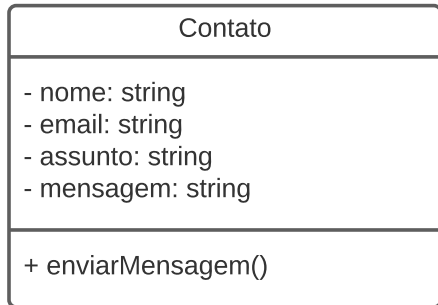 Contato
- nome: string
- email: string
- assunto: string
- mensagem: string
+ enviarMensagem()